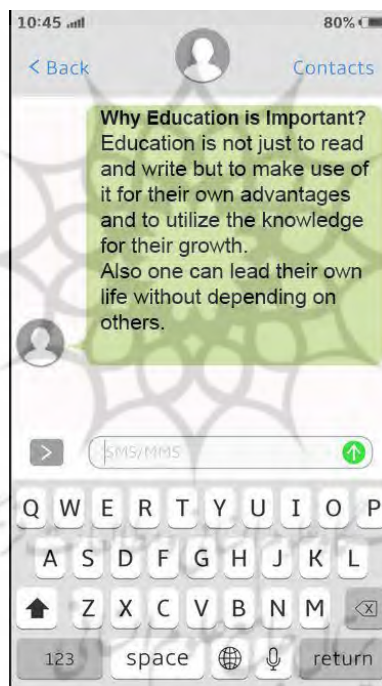 10:45
80%
< Back
Contacts
Why Education is Important?
Education is not just to read
and write but to make use of
it for their own advantages
and to utilize the knowledge
for their growth.
Also one can lead their own
life without depending on
others.
SMS/MMS
Q W E R T Y U I O P
A S D F G H J K L
Z X C V B N M
123 space return